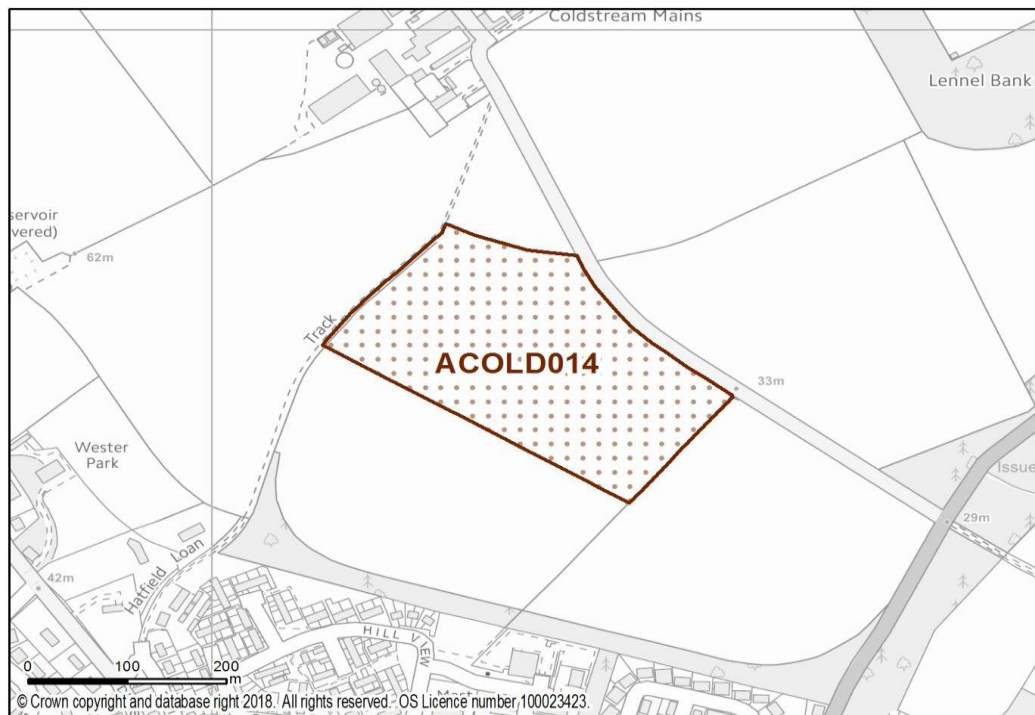 Coldstream Mains
Lennel Bank
servoir
vered)
62m
Track
ACOLD014
33m
Wester
Park
Issue
29m
Hatfield Loan
42m
HILL VIEW
0 100 200
m
© Crown copyright and database right 2018. All rights reserved. OS Licence number 100023423.